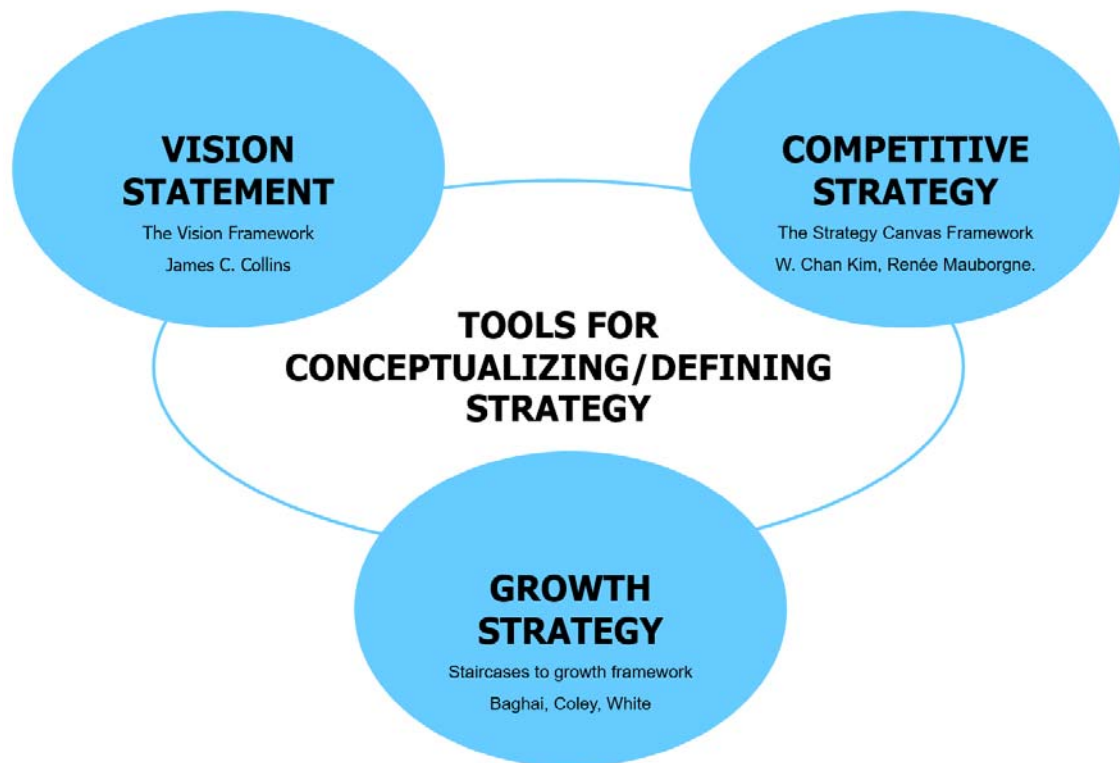 VISION
STATEMENT
The Vision Framework
James C. Collins
COMPETITIVE
STRATEGY
The Strategy Canvas Framework
W. Chan Kim, Renée Mauborgne.
TOOLS FOR
CONCEPTUALIZING/DEFINING
STRATEGY
GROWTH
STRATEGY
Staircases to growth framework
Baghai, Coley, White